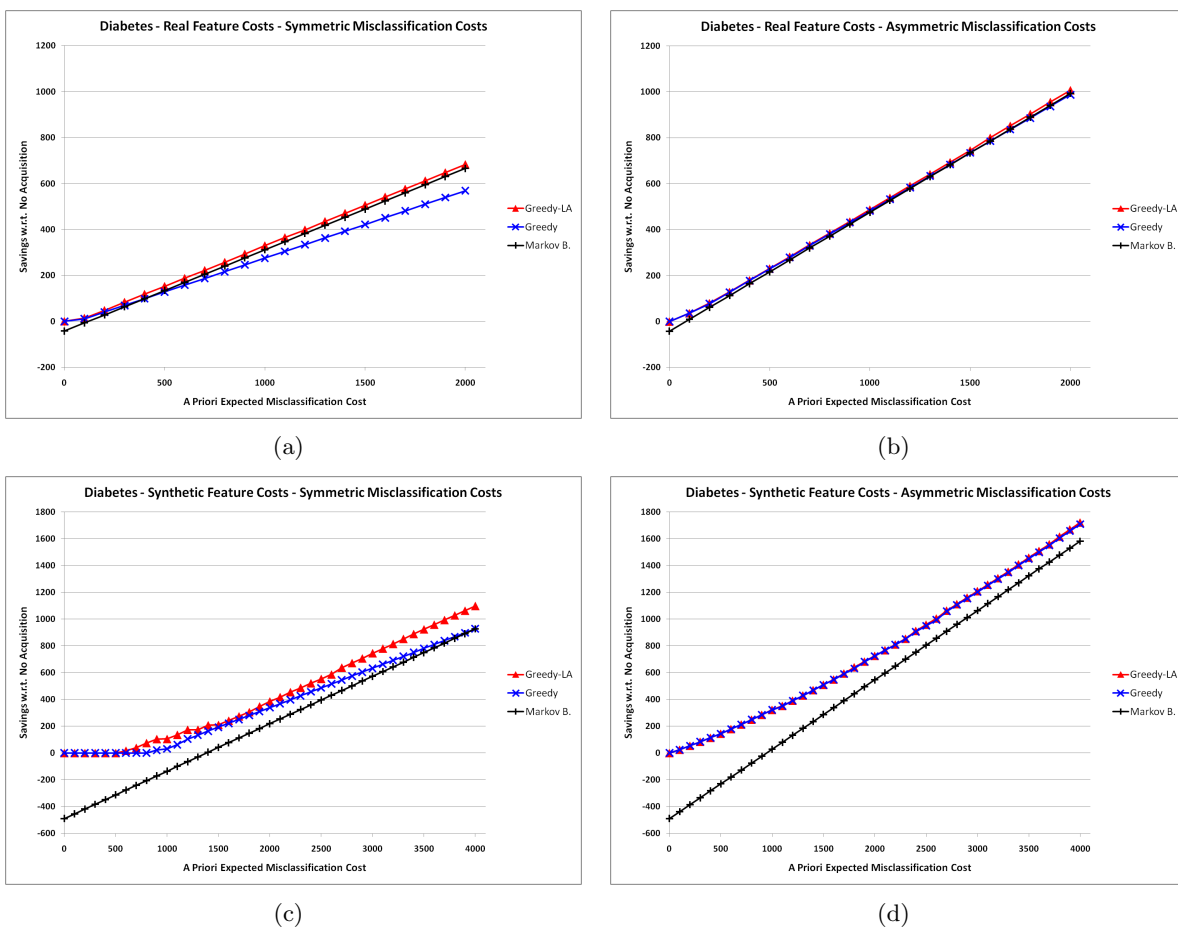 Diabetes - Real Feature Costs - Symmetric Misclassification Costs
1200
1000
800
600
400
200
0
-200
Savings w.r.t. No Acquisition
0 500 1000 1500 2000
A Priori Expected Misclassification Cost
Greedy-LA
Greedy
Markov B.
(a)
Diabetes - Real Feature Costs - Asymmetric Misclassification Costs
1200
1000
800
600
400
200
0
-200
Savings w.r.t. No Acquisition
0 500 1000 1500 2000
A Priori Expected Misclassification Cost
Greedy-LA
Greedy
Markov B.
(b)
Diabetes - Synthetic Feature Costs - Symmetric Misclassification Costs
1800
1600
1400
1200
1000
800
600
400
200
0
-200
-400
-600
Savings w.r.t. No Acquisition
0 500 1000 1500 2000 2500 3000 3500 4000
A Priori Expected Misclassification Cost
Greedy-LA
Greedy
Markov B.
(c)
Diabetes - Synthetic Feature Costs - Asymmetric Misclassification Costs
1800
1600
1400
1200
1000
800
600
400
200
0
-200
-400
-600
Savings w.r.t. No Acquisition
0 500 1000 1500 2000 2500 3000 3500 4000
A Priori Expected Misclassification Cost
Greedy-LA
Greedy
Markov B.
(d)